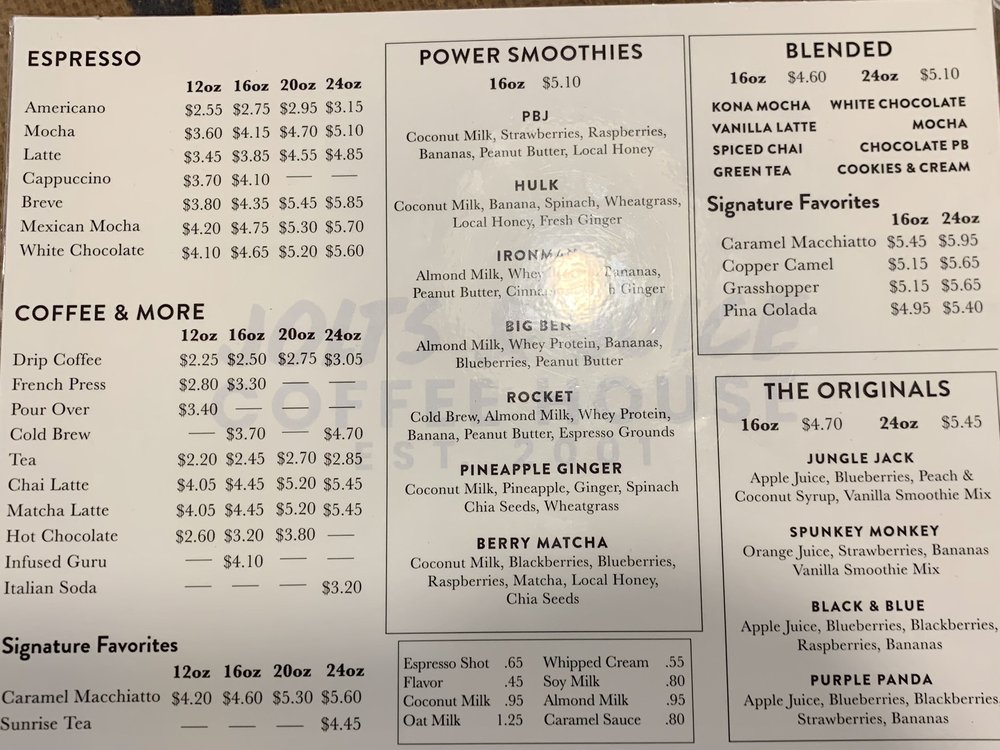 ESPRESSO
12oz 16oz 20oz 24oz
Americano $2.55 $2.75 $2.95 $3.15
Mocha $3.60 $4.15 $4.70 $5.10
Latte $3.45 $3.85 $4.55 $4.85
Cappuccino $3.70 $4.10 — —
Breve $3.80 $4.35 $5.45 $5.85
Mexican Mocha $4.20 $4.75 $5.30 $5.70
White Chocolate $4.10 $4.65 $5.20 $5.60
COFFEE & MORE
12oz 16oz 20oz 24oz
Drip Coffee $2.25 $2.50 $2.75 $3.05
French Press $2.80 $3.30 — —
Pour Over $3.40 — — —
Cold Brew — $3.70 — $4.70
Tea $2.20 $2.45 $2.70 $2.85
Chai Latte $4.05 $4.45 $5.20 $5.45
Matcha Latte $4.05 $4.45 $5.20 $5.45
Hot Chocolate $2.60 $3.20 $3.80 —
Infused Guru — $4.10 — —
Italian Soda — — — $3.20
Signature Favorites
12oz 16oz 20oz 24oz
Caramel Macchiatto $4.20 $4.60 $5.30 $5.60
Sunrise Tea — — — $4.45
POWER SMOOTHIES
16oz $5.10
PBJ
Coconut Milk, Strawberries, Raspberries,
Bananas, Peanut Butter, Local Honey
HULK
Coconut Milk, Banana, Spinach, Wheatgrass,
Local Honey, Fresh Ginger
IRONMAN
Almond Milk, Whey Bananas,
Peanut Butter, Ginger
BIG BEN
Almond Milk, Whey Protein, Bananas,
Blueberries, Peanut Butter
ROCKET
Cold Brew, Almond Milk, Whey Protein,
Banana, Peanut Butter, Espresso Grounds
PINEAPPLE GINGER
Coconut Milk, Pineapple, Ginger, Spinach
Chia Seeds, Wheatgrass
BERRY MATCHA
Coconut Milk, Blackberries, Blueberries,
Raspberries, Matcha, Local Honey,
Chia Seeds
Espresso Shot .65 Whipped Cream .55
Flavor .45 Soy Milk .80
Coconut Milk .95 Almond Milk .95
Oat Milk 1.25 Caramel Sauce .80
BLENDED
16oz $4.60 24oz $5.10
KONA MOCHA WHITE CHOCOLATE
VANILLA LATTE MOCHA
SPICED CHAI CHOCOLATE PB
GREEN TEA COOKIES & CREAM
Signature Favorites
16oz 24oz
Caramel Macchiatto $5.45 $5.95
Copper Camel $5.15 $5.65
Grasshopper $5.15 $5.65
Pina Colada $4.95 $5.40
THE ORIGINALS
16oz $4.70 24oz $5.45
JUNGLE JACK
Apple Juice, Blueberries, Peach &
Coconut Syrup, Vanilla Smoothie Mix
SPUNKEY MONKEY
Orange Juice, Strawberries, Bananas
Vanilla Smoothie Mix
BLACK & BLUE
Apple Juice, Blueberries, Blackberries,
Raspberries, Bananas
PURPLE PANDA
Apple Juice, Blueberries, Blackberries
Strawberries, Bananas
COFFEE HOUSE
EST 2001